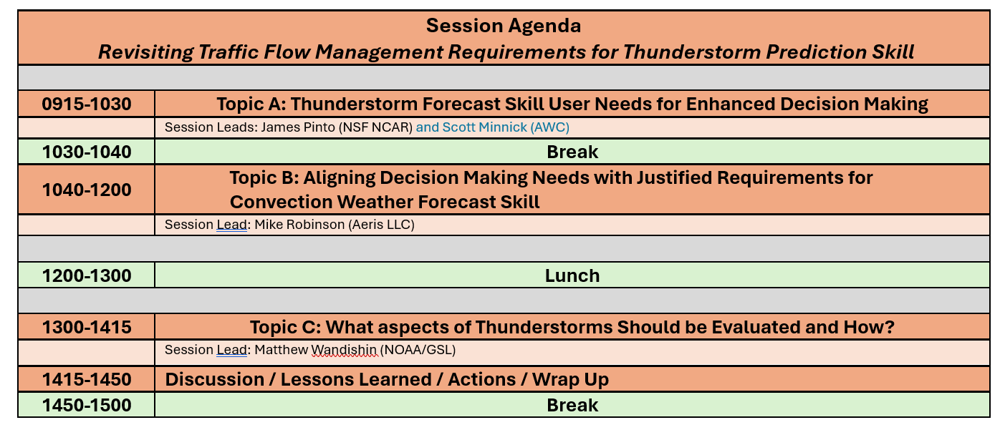 Session Agenda
Revisiting Traffic Flow Management Requirements for Thunderstorm Prediction Skill
0915-1030 Topic A: Thunderstorm Forecast Skill User Needs for Enhanced Decision Making
Session Leads: James Pinto (NSF NCAR) and Scott Minnick (AWC)
1030-1040 Break
1040-1200 Topic B: Aligning Decision Making Needs with Justified Requirements for
Convection Weather Forecast Skill
Session Lead: Mike Robinson (Aeris LLC)
1200-1300 Lunch
1300-1415 Topic C: What aspects of Thunderstorms Should be Evaluated and How?
Session Lead: Matthew Wandishin (NOAA/GSL)
1415-1450 Discussion / Lessons Learned / Actions / Wrap Up
1450-1500 Break